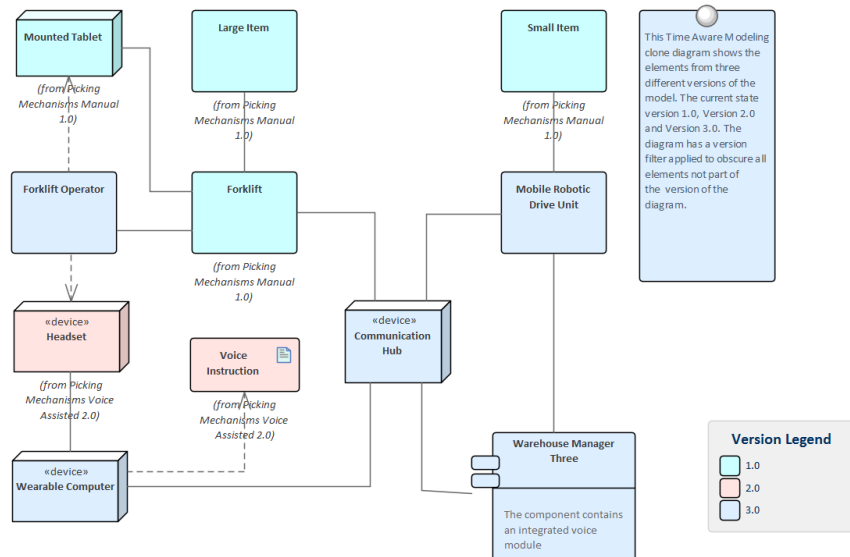 Mounted Tablet
(from Picking
Mechanisms Manual
1.0)
Large Item
(from Picking
Mechanisms Manual
1.0)
Small Item
(from Picking
Mechanisms Manual
1.0)
This Time Aware Modeling
clone diagram shows the
elements from three
different versions of the
model. The current state
version 1.0, Version 2.0
and Version 3.0. The
diagram has a version
filter applied to obscure all
elements not part of
the version of the
diagram.
Forklift Operator
Forklift
(from Picking
Mechanisms Manual
1.0)
Mobile Robotic
Drive Unit
«device»
Headset
(from Picking
Mechanisms Voice
Assisted 2.0)
Voice
Instruction
(from Picking
Mechanisms Voice
Assisted 2.0)
«device»
Communication
Hub
«device»
Wearable Computer
Warehouse Manager
Three
The component contains
an integrated voice
module
Version Legend
1.0
2.0
3.0